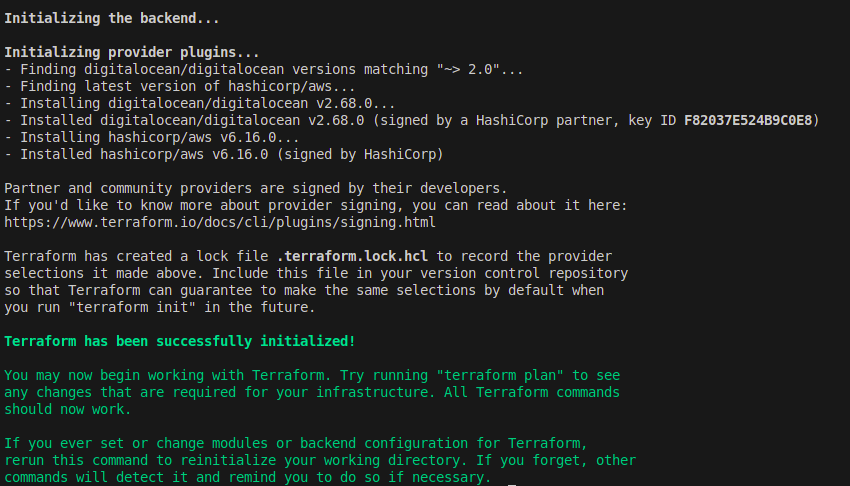 Initializing the backend...
Initializing provider plugins...
- Finding digitalocean/digitalocean versions matching "~> 2.0"...
- Finding latest version of hashicorp/aws...
- Installing digitalocean/digitalocean v2.68.0...
- Installed digitalocean/digitalocean v2.68.0 (signed by a HashiCorp partner, key ID F82037E524B9C0E8)
- Installing hashicorp/aws v6.16.0...
- Installed hashicorp/aws v6.16.0 (signed by HashiCorp)
Partner and community providers are signed by their developers.
If you'd like to know more about provider signing, you can read about it here:
https://www.terraform.io/docs/cli/plugins/signing.html
Terraform has created a lock file .terraform.lock.hcl to record the provider
selections it made above. Include this file in your version control repository
so that Terraform can guarantee to make the same selections by default when
you run "terraform init" in the future.
Terraform has been successfully initialized!
You may now begin working with Terraform. Try running "terraform plan" to see
any changes that are required for your infrastructure. All Terraform commands
should now work.
If you ever set or change modules or backend configuration for Terraform,
rerun this command to reinitialize your working directory. If you forget, other
commands will detect it and remind you to do so if necessary.